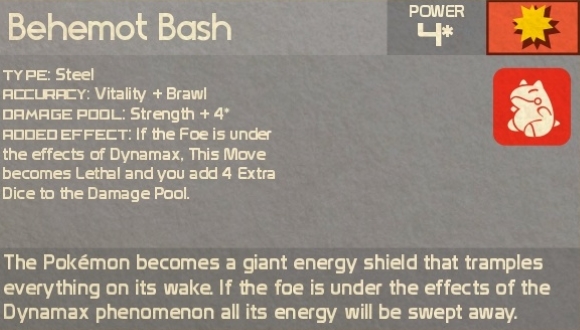 Behemot Bash
POWER
4*
TYPE: Steel
ACCURACY: Vitality + Brawl
DAMAGE POOL: Strength + 4*
ADDED EFFECT: If the Foe is under
the effects of Dynamax, This Move
becomes Lethal and you add 4 Extra
Dice to the Damage Pool.
The Pokémon becomes a giant energy shield that tramples
everything on its wake. If the foe is under the effects of the
Dynamax phenomenon all its energy will be swept away.